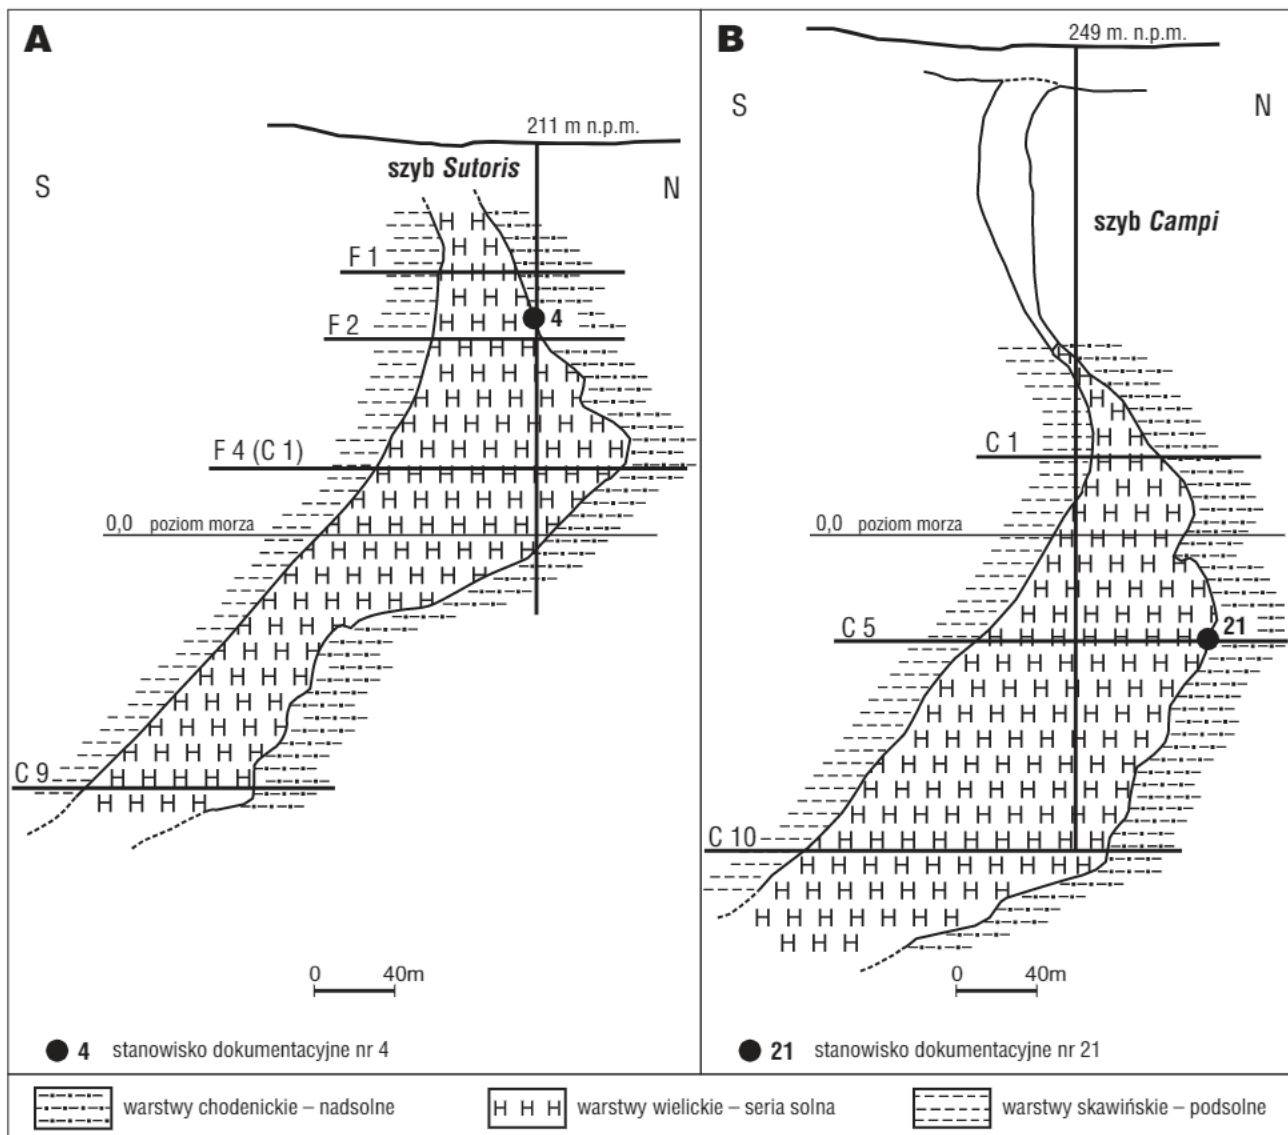 A
211 m n.p.m.
szyb Sutoris
S
N
F 1
4
F 2
F 4 (C 1)
0,0 poziom morza
C 9
0 40m
4 stanowisko dokumentacyjne nr 4
B
249 m. n.p.m.
S
N
szyb Campi
C 1
0,0 poziom morza
C 5
21
C 10
0 40m
21 stanowisko dokumentacyjne nr 21
warstwy chodenickie – nadsolne
H H H warstwy wielickie – seria solna
warstwy skawińskie – podsolne